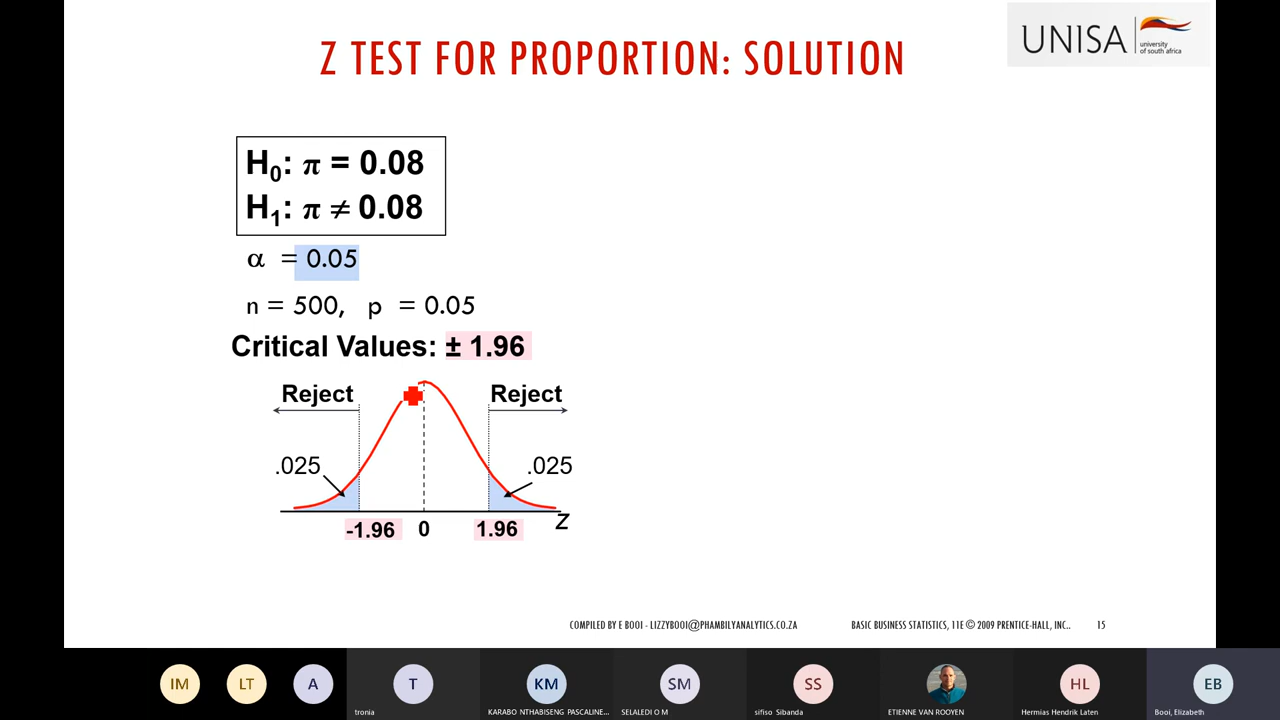 Z TEST FOR PROPORTION: SOLUTION
UNISA
university
of south africa
H0: π = 0.08
H1: π ≠ 0.08
α = 0.05
n = 500, p = 0.05
Critical Values: ± 1.96
Reject
Reject
.025
.025
-1.96
0
1.96
Z
COMPILED BY E BOOI - LIZZYBOOI@PHAMBILYANALYTICS.CO.ZA
BASIC BUSINESS STATISTICS, 11E © 2009 PRENTICE-HALL, INC..
15
IM
LT
A
T
KM
SM
SS
HL
EB
tronia
KARABO NTHABISENG PASCALINE...
SELALEDI O M
sifiso Sibanda
ETIENNE VAN ROOYEN
Hermias Hendrik Laten
Booi, Elizabeth